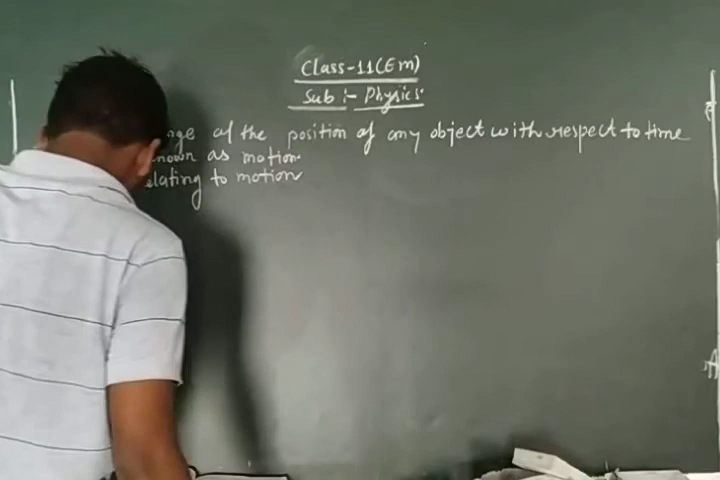 Class-11(Em)
Sub :- Physics:
nge of the position of any object with respect to time
nown as motion
elating to motion